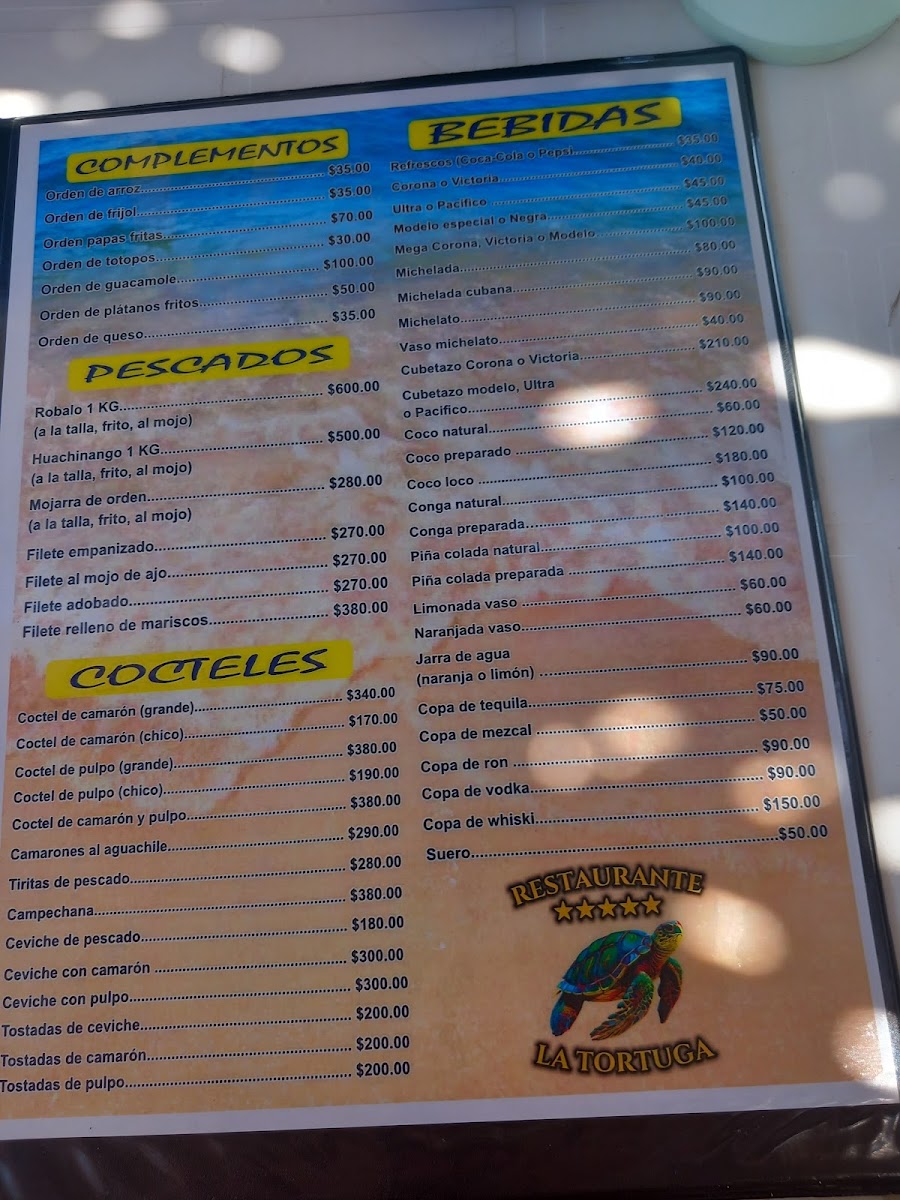 COMPLEMENTOS
Orden de arroz........ $35.00
Orden de frijol........ $35.00
Orden papas fritas........ $70.00
Orden de totopos........ $30.00
Orden de guacamole........ $100.00
Orden de plátanos fritos........ $50.00
Orden de queso........ $35.00
PESCADOS
Robalo 1 KG........ $600.00
(a la talla, frito, al mojo)
Huachinango 1 KG........ $500.00
(a la talla, frito, al mojo)
Mojarra de orden........ $280.00
(a la talla, frito, al mojo)
Filete empanizado........ $270.00
Filete al mojo de ajo........ $270.00
Filete adobado........ $270.00
Filete relleno de mariscos........ $380.00
COCTELES
Coctel de camarón (grande)........ $340.00
Coctel de camarón (chico)........ $170.00
Coctel de pulpo (grande)........ $380.00
Coctel de pulpo (chico)........ $190.00
Coctel de camarón y pulpo........ $380.00
Camarones al aguachile........ $290.00
Tiritas de pescado........ $280.00
Campechana........ $380.00
Ceviche de pescado........ $180.00
Ceviche con camarón ........ $300.00
Ceviche con pulpo........ $300.00
Tostadas de ceviche........ $200.00
Tostadas de camarón........ $200.00
Tostadas de pulpo........ $200.00
BEBIDAS
Refrescos (Coca-Cola o Pepsi........ $35.00
Corona o Victoria........ $40.00
Ultra o Pacifico ........ $45.00
Modelo especial o Negra........ $45.00
Mega Corona, Victoria o Modelo ........ $100.00
Michelada........ $80.00
Michelada cubana........ $90.00
Michelato........ $90.00
Vaso michelato........ $40.00
Cubetazo Corona o Victoria........ $210.00
Cubetazo modelo, Ultra
o Pacifico........ $240.00
Coco natural........ $60.00
Coco preparado ........ $120.00
Coco loco ........ $180.00
Conga natural........ $100.00
Conga preparada........ $140.00
Piña colada natural........ $100.00
Piña colada preparada ........ $140.00
Limonada vaso ........ $60.00
Naranjada vaso........ $60.00
Jarra de agua
(naranja o limón) ........ $90.00
Copa de tequila........ $75.00
Copa de mezcal ........ $50.00
Copa de ron ........ $90.00
Copa de vodka........ $90.00
Copa de whiski........ $150.00
Suero........ $50.00
RESTAURANTE
LA TORTUGA